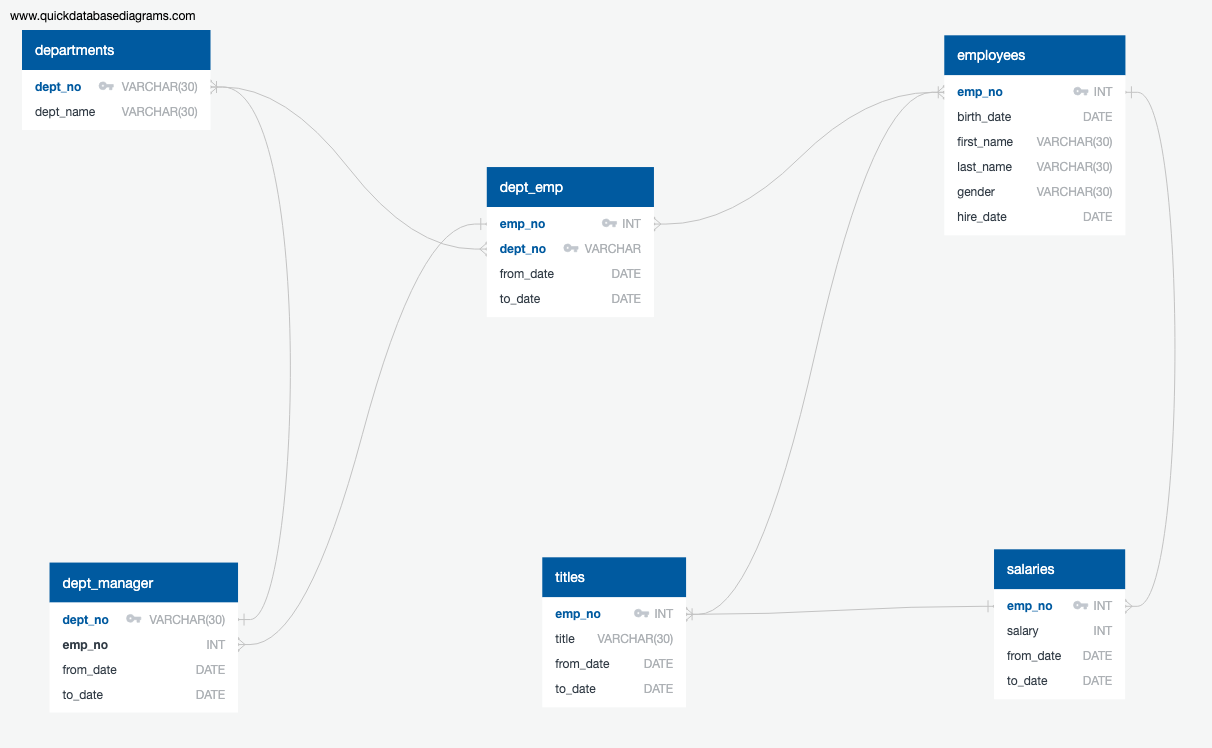 www.quickdatabasediagrams.com
departments
dept_no VARCHAR(30)
dept_name VARCHAR(30)
employees
emp_no INT
birth_date DATE
first_name VARCHAR(30)
last_name VARCHAR(30)
gender VARCHAR(30)
hire_date DATE
dept_emp
emp_no INT
dept_no VARCHAR
from_date DATE
to_date DATE
dept_manager
dept_no VARCHAR(30)
emp_no INT
from_date DATE
to_date DATE
titles
emp_no INT
title VARCHAR(30)
from_date DATE
to_date DATE
salaries
emp_no INT
salary INT
from_date DATE
to_date DATE